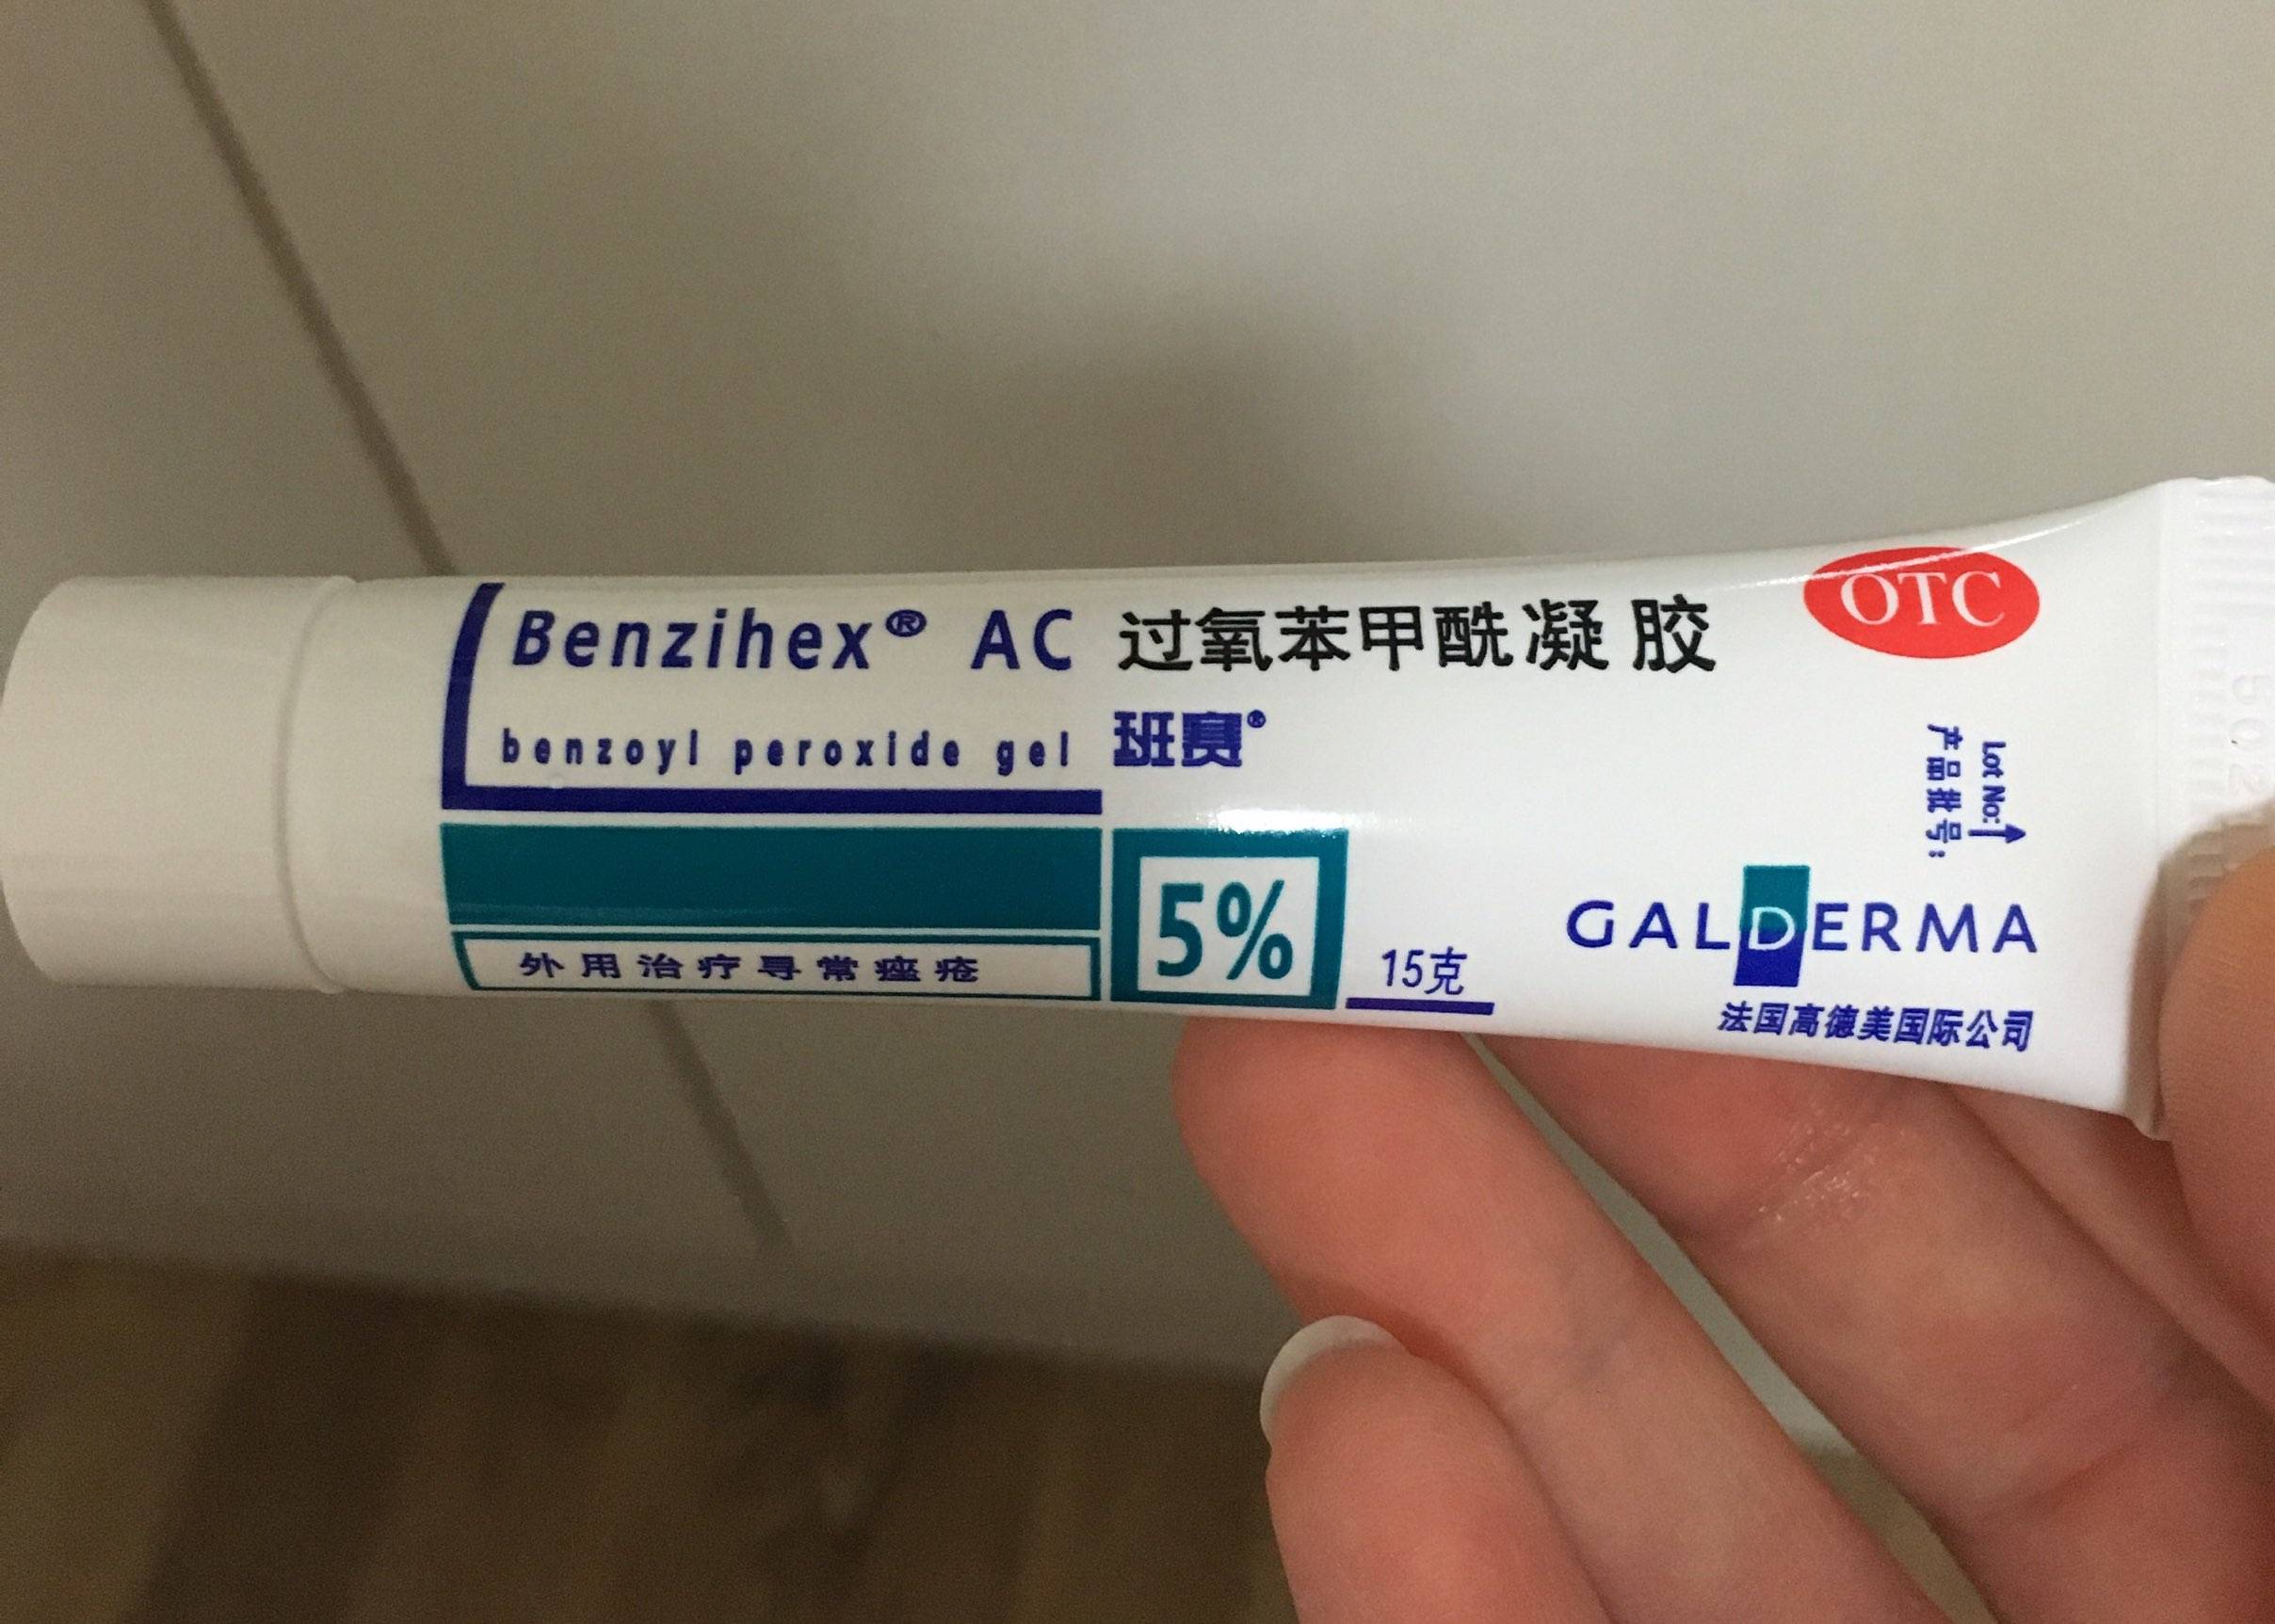 Benzihex® AC 过氧苯甲酰凝胶
OTC
benzoyl peroxide gel 班赛®
Lot No:
产品批号:
5%
15克
外用治疗寻常痤疮
GALDERMA
法国高德美国际公司